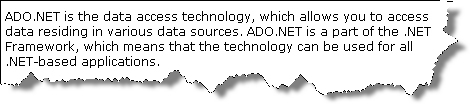 ADO.NET is the data access technology, which allows you to access
data residing in various data sources. ADO.NET is a part of the .NET
Framework, which means that the technology can be used for all
.NET-based applications.